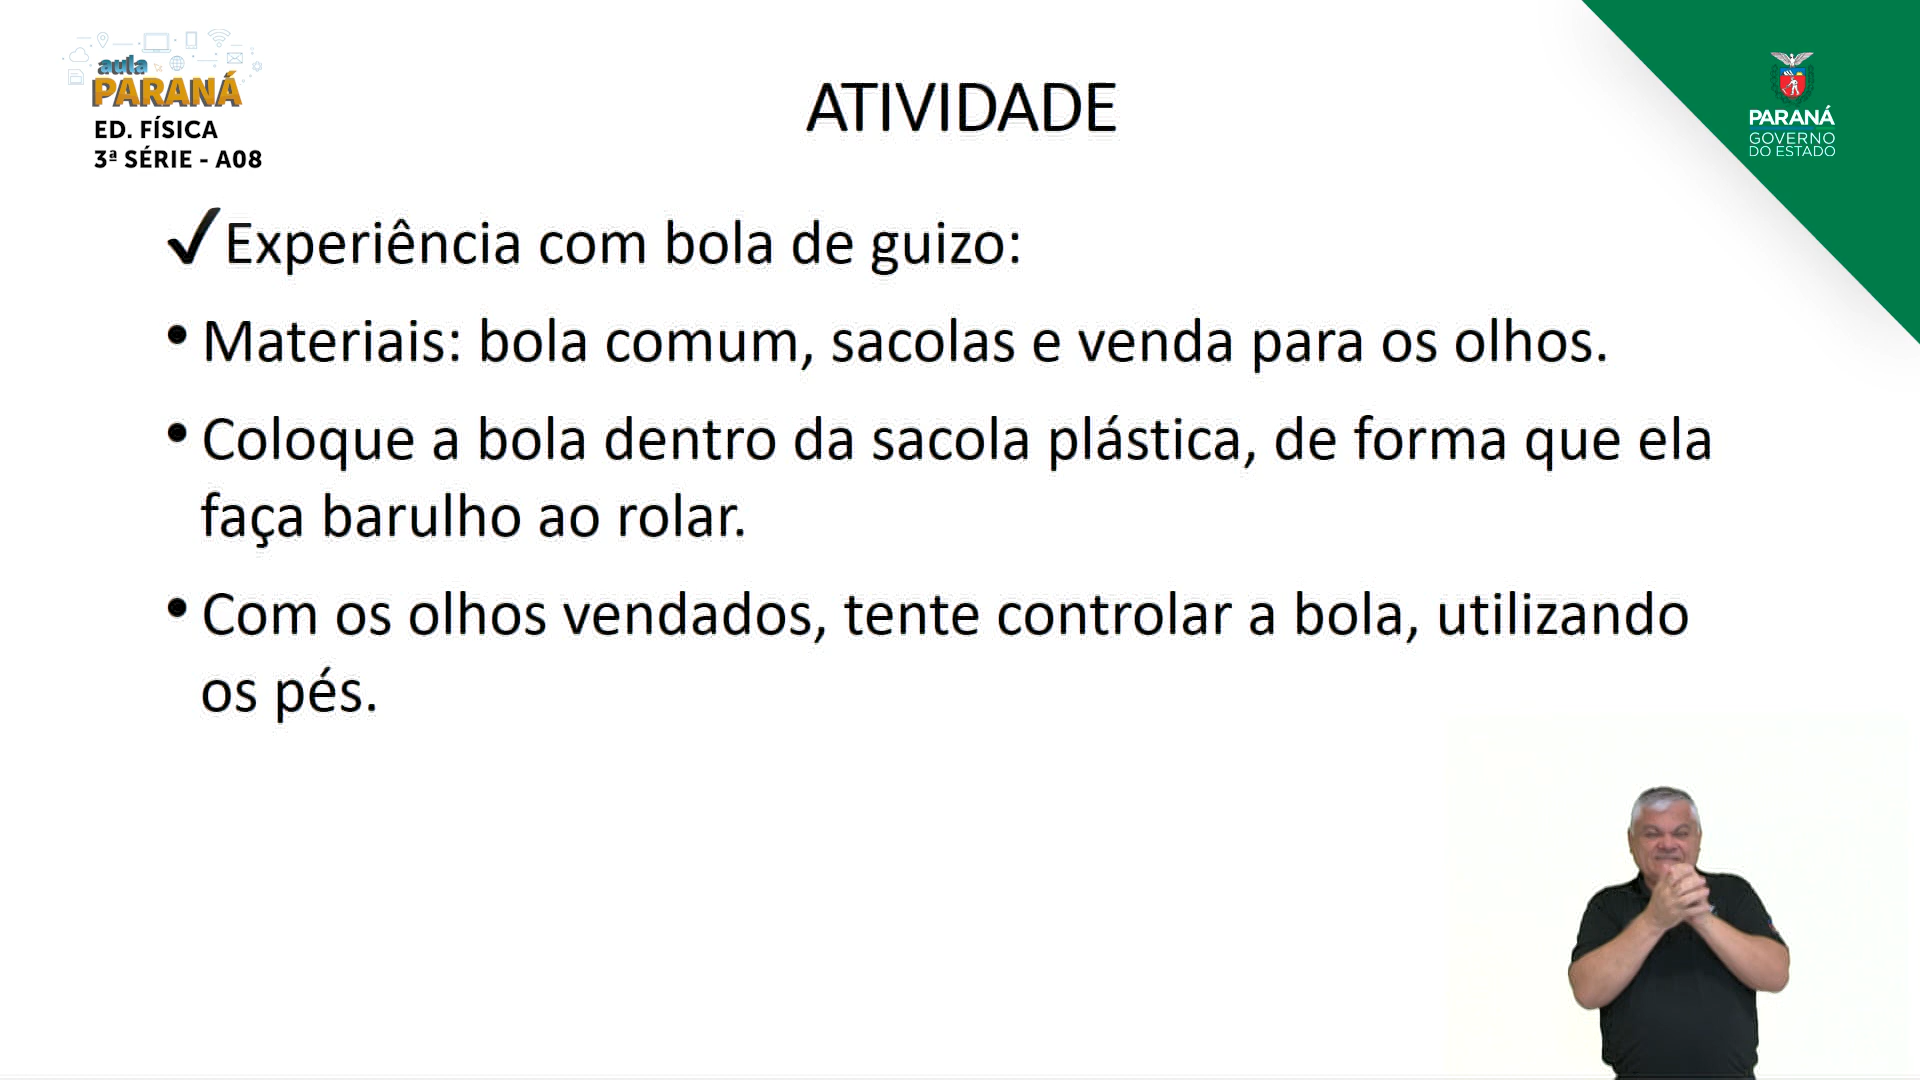 aula
PARANÁ
ED. FÍSICA
3ª SÉRIE - A08
ATIVIDADE
PARANÁ
GOVERNO
DO ESTADO
✓Experiência com bola de guizo:
• Materiais: bola comum, sacolas e venda para os olhos.
• Coloque a bola dentro da sacola plástica, de forma que ela
faça barulho ao rolar.
• Com os olhos vendados, tente controlar a bola, utilizando
os pés.